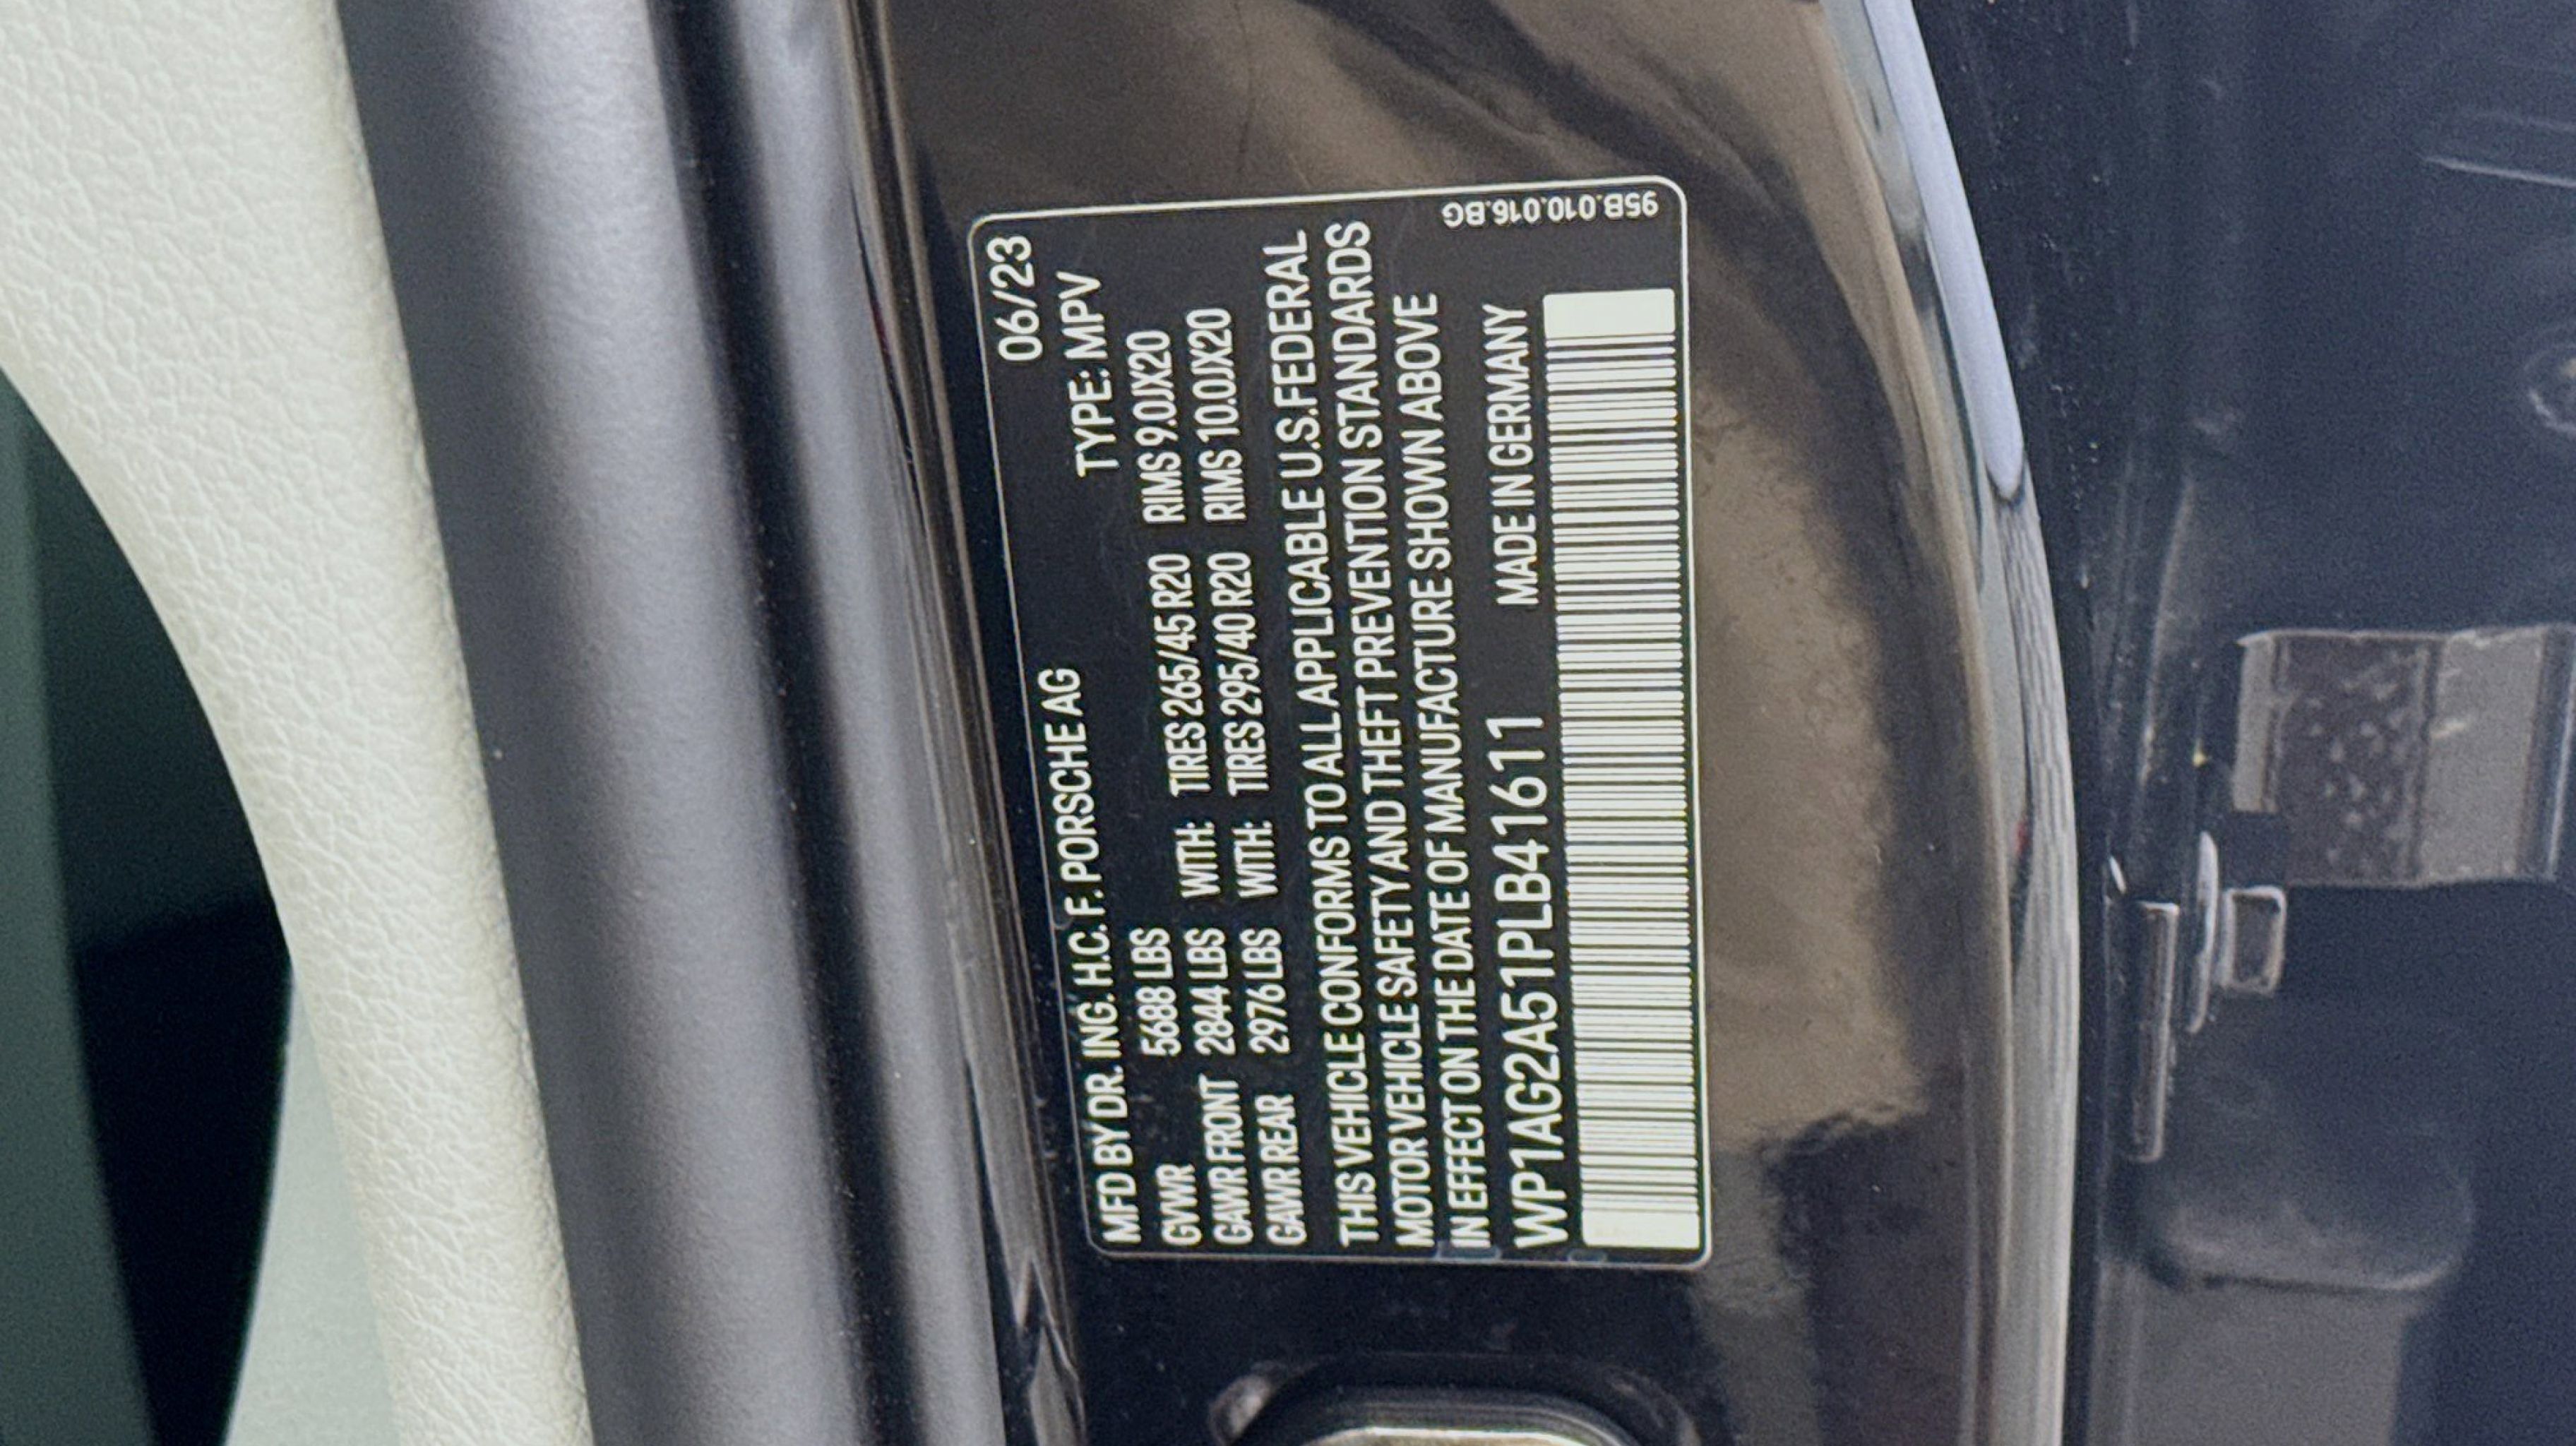 06/23
MFD BY DR. ING. H.C. F. PORSCHE AG TYPE: MPV
GVWR 5688 LBS
GAWR FRONT 2844 LBS WITH: TIRES 265/45 R20 RIMS 9.0JX20
GAWR REAR 2976 LBS WITH: TIRES 295/40 R20 RIMS 10.0JX20
THIS VEHICLE CONFORMS TO ALL APPLICABLE U.S. FEDERAL
MOTOR VEHICLE SAFETY AND THEFT PREVENTION STANDARDS
IN EFFECT ON THE DATE OF MANUFACTURE SHOWN ABOVE
WP1AG2A51PLB41611 MADE IN GERMANY
95B.010.016.BG